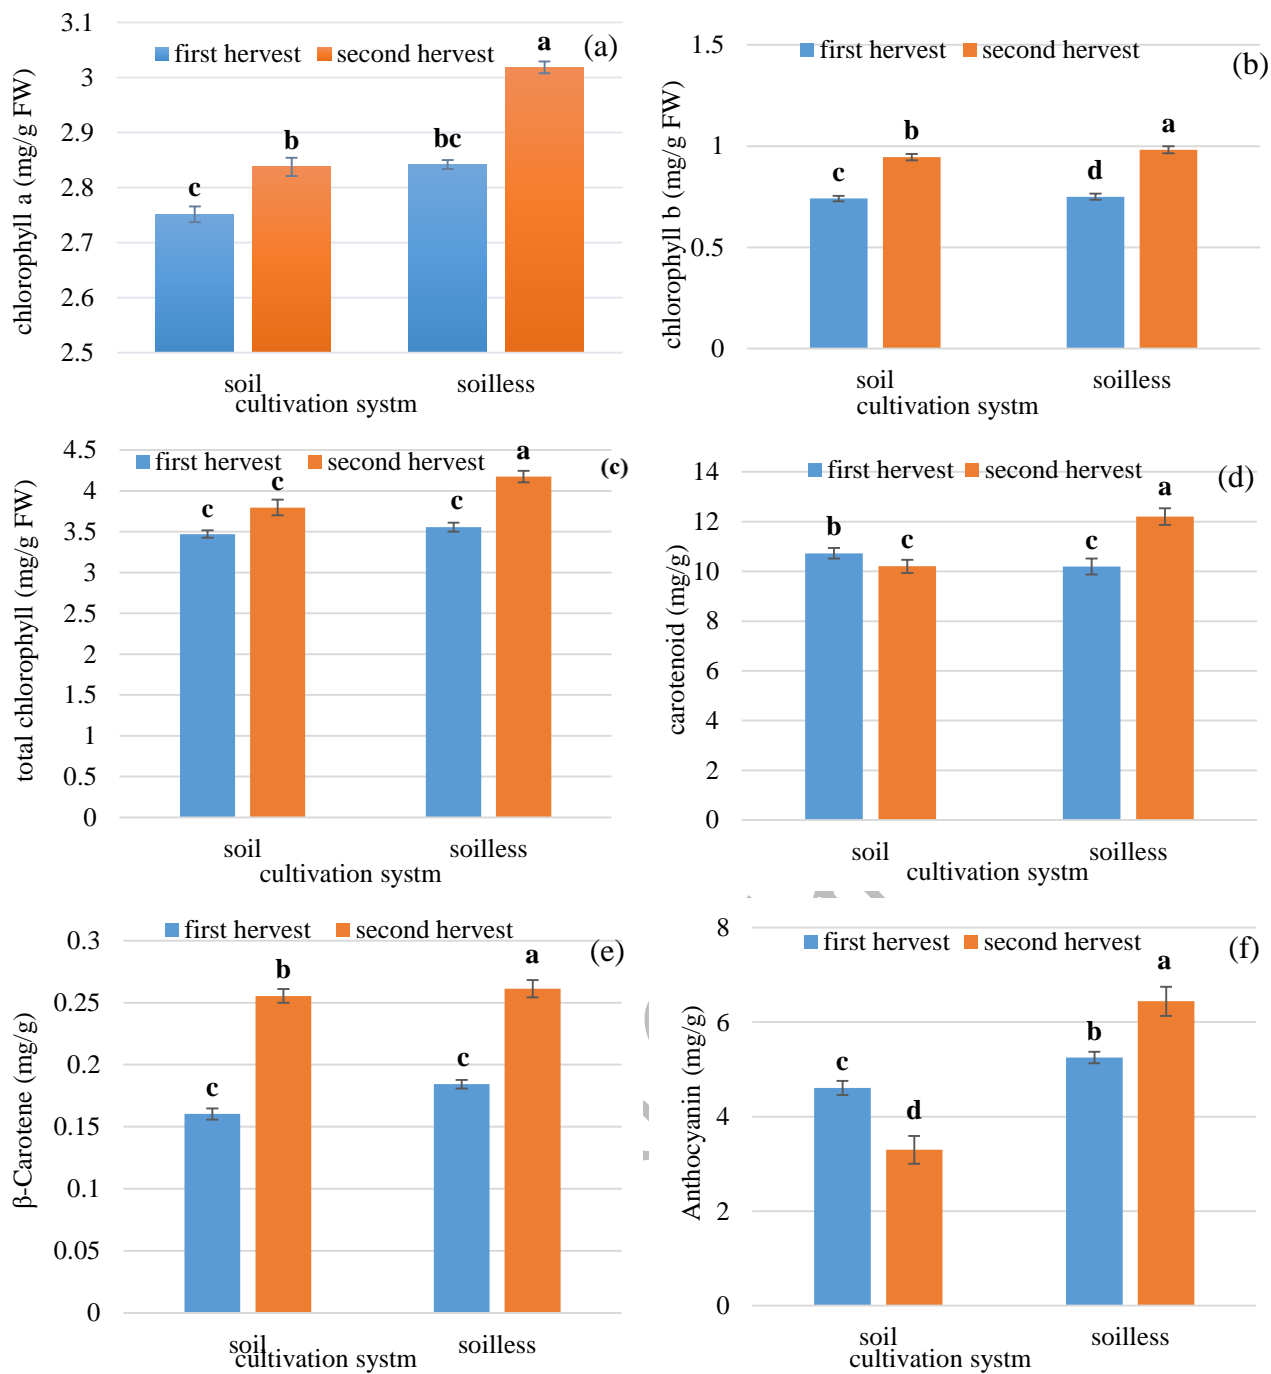 (a)
first hervest second hervest
chlorophyll a (mg/g FW)
3.1
3
2.9
2.8
2.7
2.6
2.5
c b bc a
soil soilless
cultivation systm
(b)
first hervest second hervest
chlorophyll b (mg/g FW)
1.5
1
0.5
0
c b d a
soil soilless
cultivation systm
(c)
first hervest second hervest
total chlorophyll (mg/g FW)
4.5
4
3.5
3
2.5
2
1.5
1
0.5
0
c c c a
soil soilless
cultivation systm
(d)
first hervest second hervest
carotenoid (mg/g)
14
12
10
8
6
4
2
0
b c c a
soil soilless
cultivation systm
(e)
first hervest second hervest
β-Carotene (mg/g)
0.3
0.25
0.2
0.15
0.1
0.05
0
c b c a
soil soilless
cultivation systm
(f)
first hervest second hervest
Anthocyanin (mg/g)
8
6
4
2
0
c d b a
soil soilless
cultivation systm